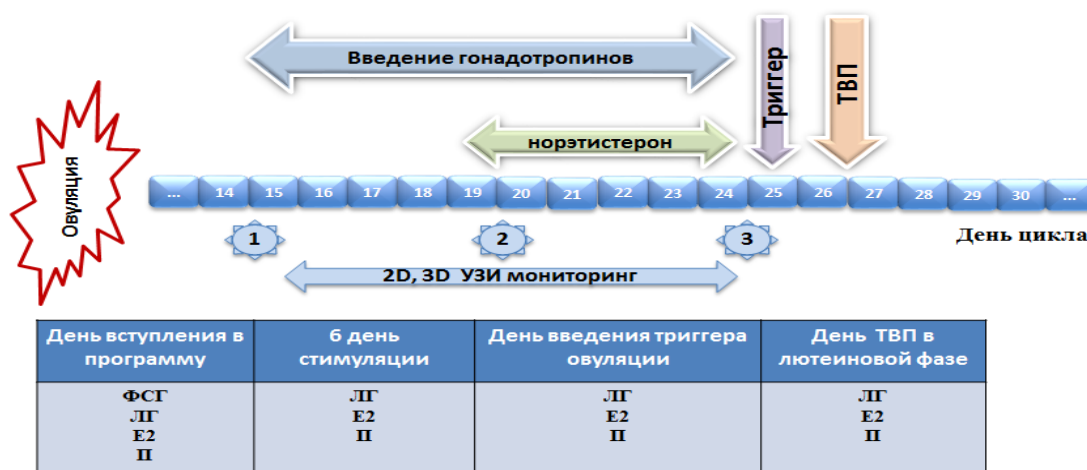 Введение гонадотропинов
Триггер
ТВП
норэтистерон
Овуляция
... 14 15 16 17 18 19 20 21 22 23 24 25 26 27 28 29 30 ...
1 2 3
День цикла
2D, 3D УЗИ мониторинг
День вступления в
программу
6 день
стимуляции
День введения триггера
овуляции
День ТВП в
лютеиновой фазе
ФСГ
ЛГ
Е2
П
ЛГ
Е2
П
ЛГ
Е2
П
ЛГ
Е2
П